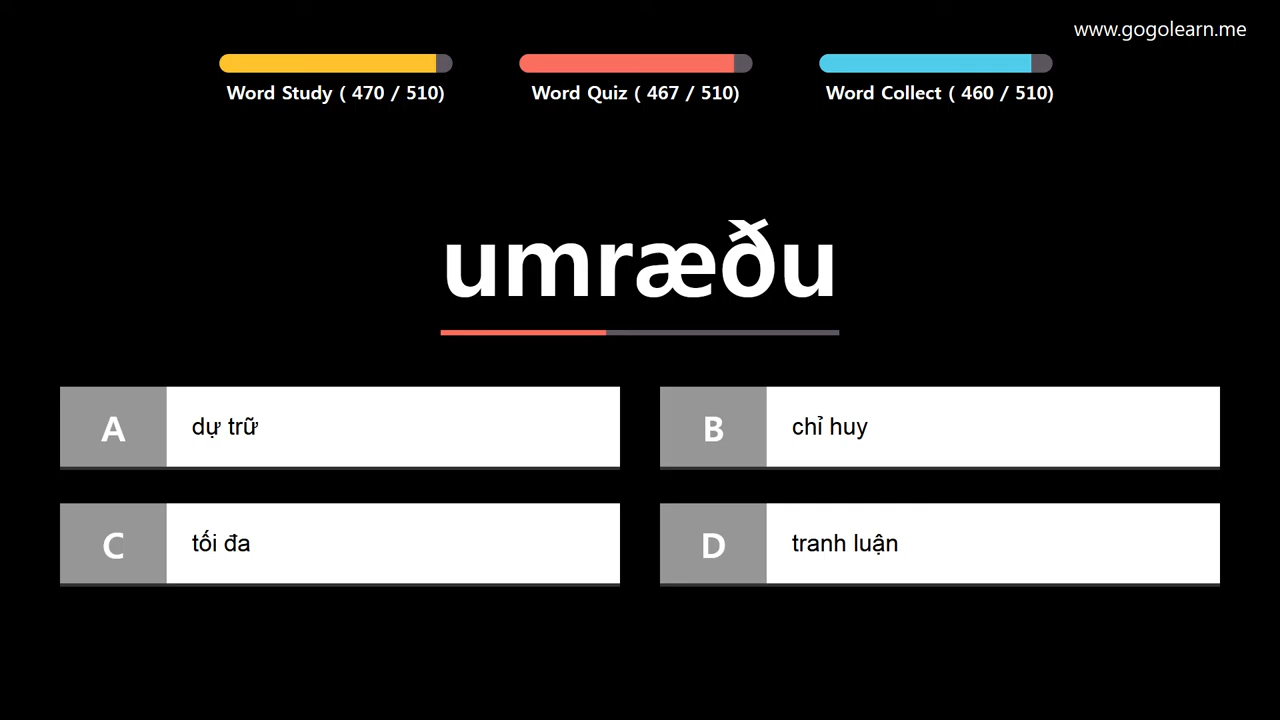 www.gogolearn.me
Word Study ( 470 / 510)
Word Quiz ( 467 / 510)
Word Collect ( 460 / 510)
umræðu
A
dự trữ
B
chỉ huy
C
tối đa
D
tranh luận